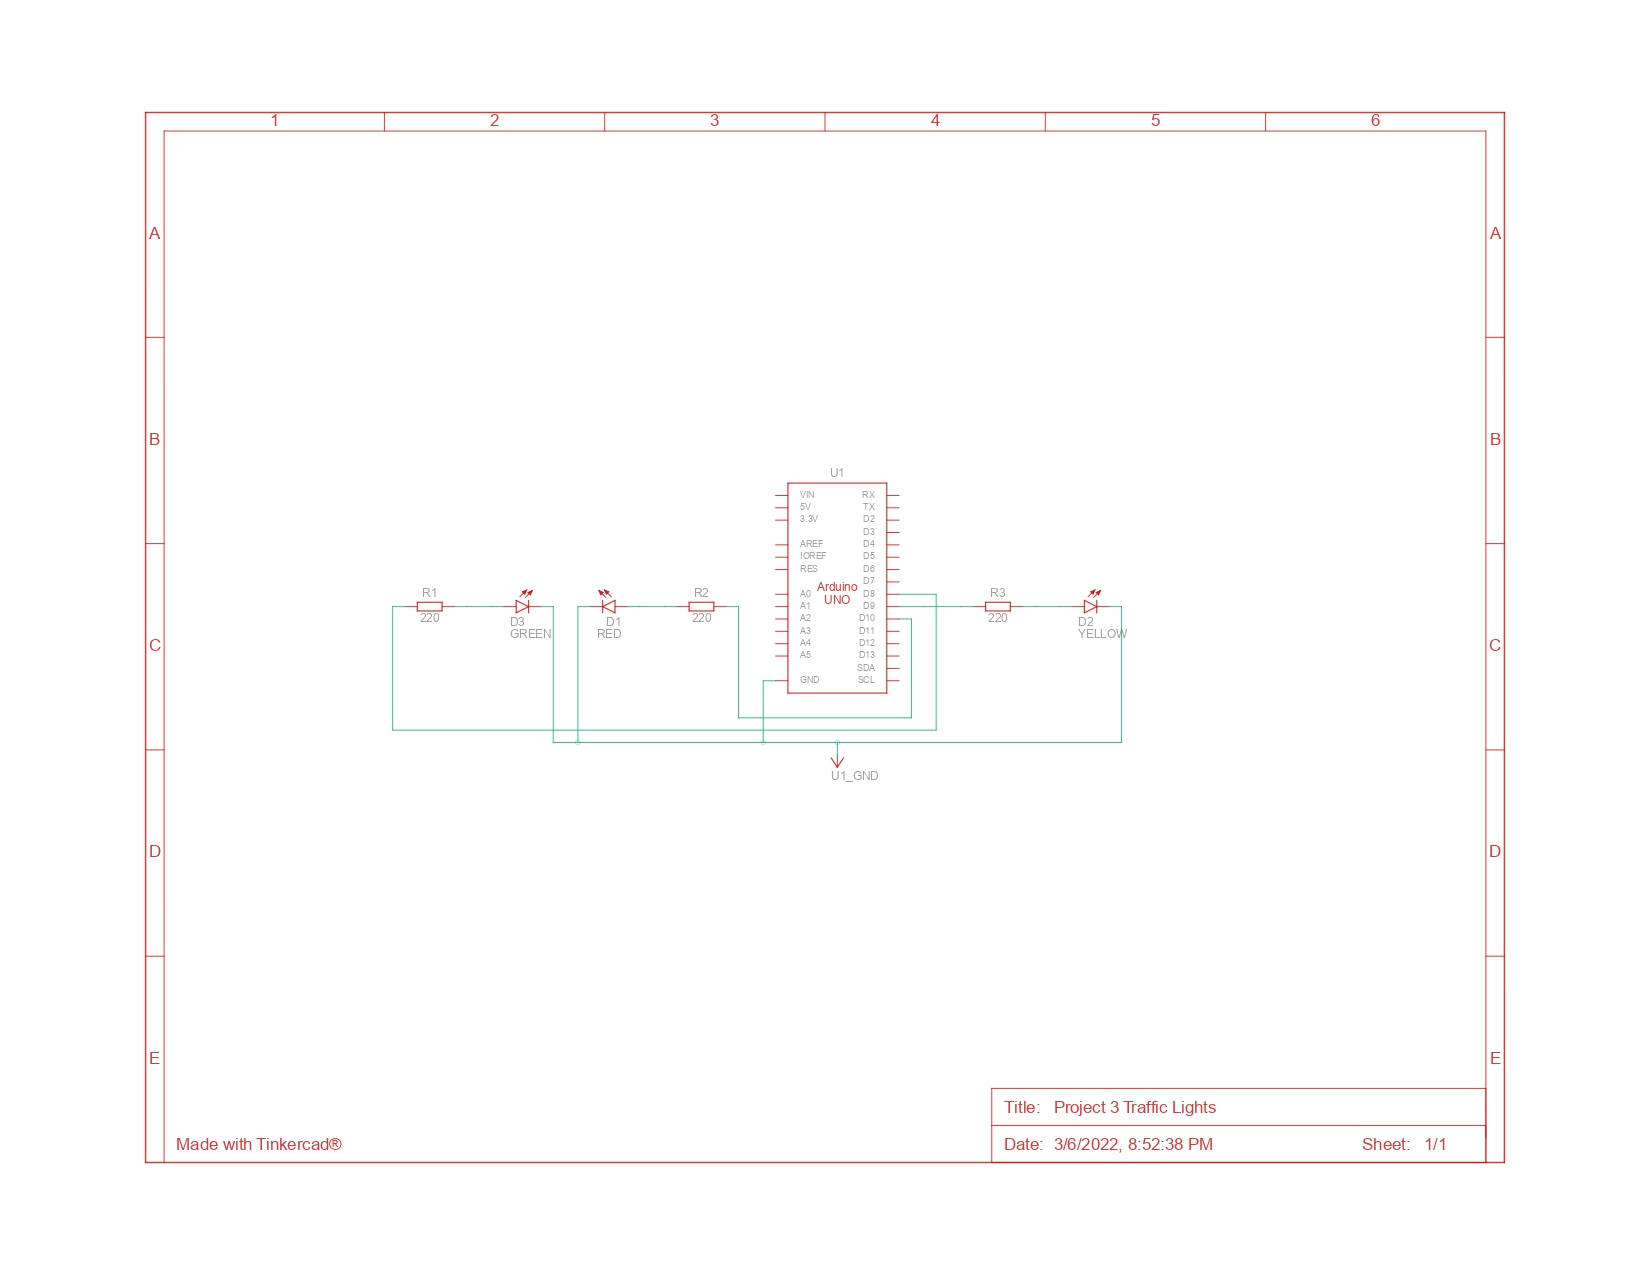 1 2 3 4 5 6
A A
B B
C C
D D
E E
U1
VIN RX
5V TX
3.3V D2
D3
AREF D4
IOREF D5
RES D6
D7
Arduino
UNO
A0 D8
A1 D9
A2 D10
A3 D11
A4 D12
A5 D13
SDA
GND SCL
R1
220
D3
GREEN
D1
RED
R2
220
R3
220
D2
YELLOW
U1_GND
Title: Project 3 Traffic Lights
Date: 3/6/2022, 8:52:38 PM Sheet: 1/1
Made with Tinkercad®